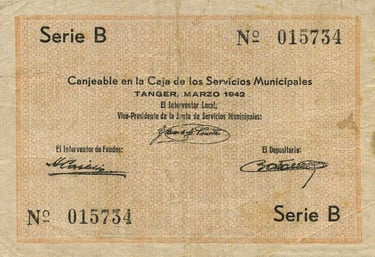 Serie B
Nº 015734
Canjeable en la Caja de los Servicios Municipales
TANGER, MARZO 1942
El Interventor Local,
Vice-Presidente de la Junta de Servicios Municipales:
El Interventor de Fondos:
El Depositario:
Nº 015734
Serie B